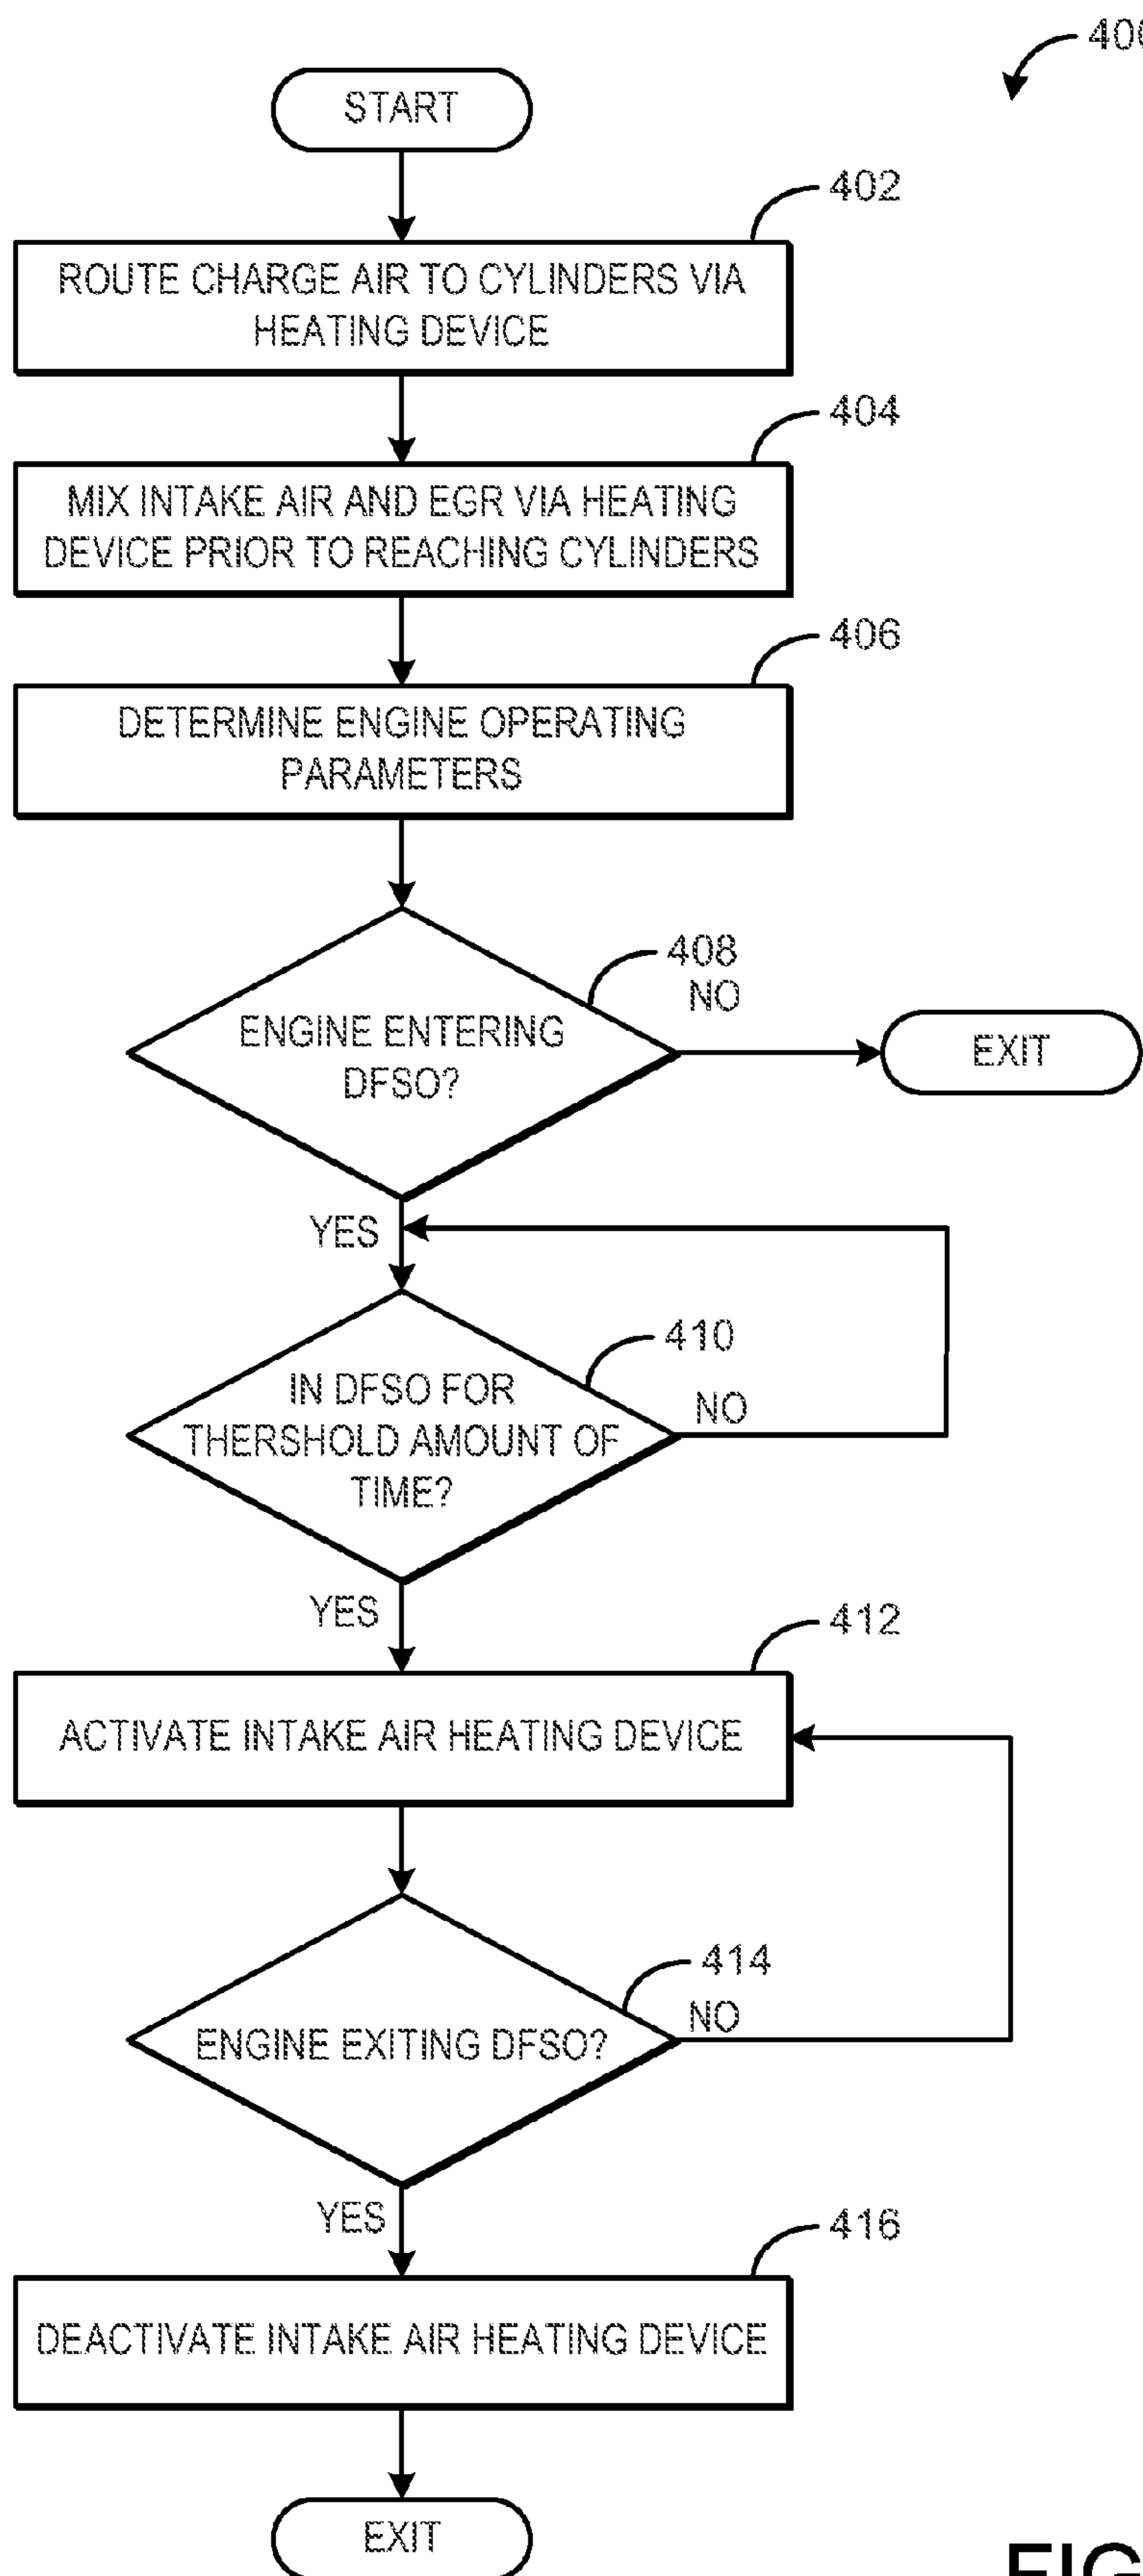 400
START
402
ROUTE CHARGE AIR TO CYLINDERS VIA
HEATING DEVICE
404
MIX INTAKE AIR AND EGR VIA HEATING
DEVICE PRIOR TO REACHING CYLINDERS
406
DETERMINE ENGINE OPERATING
PARAMETERS
408
NO
ENGINE ENTERING
DFSO?
EXIT
YES
410
NO
IN DFSO FOR
THERSHOLD AMOUNT OF
TIME?
YES
412
ACTIVATE INTAKE AIR HEATING DEVICE
414
NO
ENGINE EXITING DFSO?
YES
416
DEACTIVATE INTAKE AIR HEATING DEVICE
EXIT
FIG